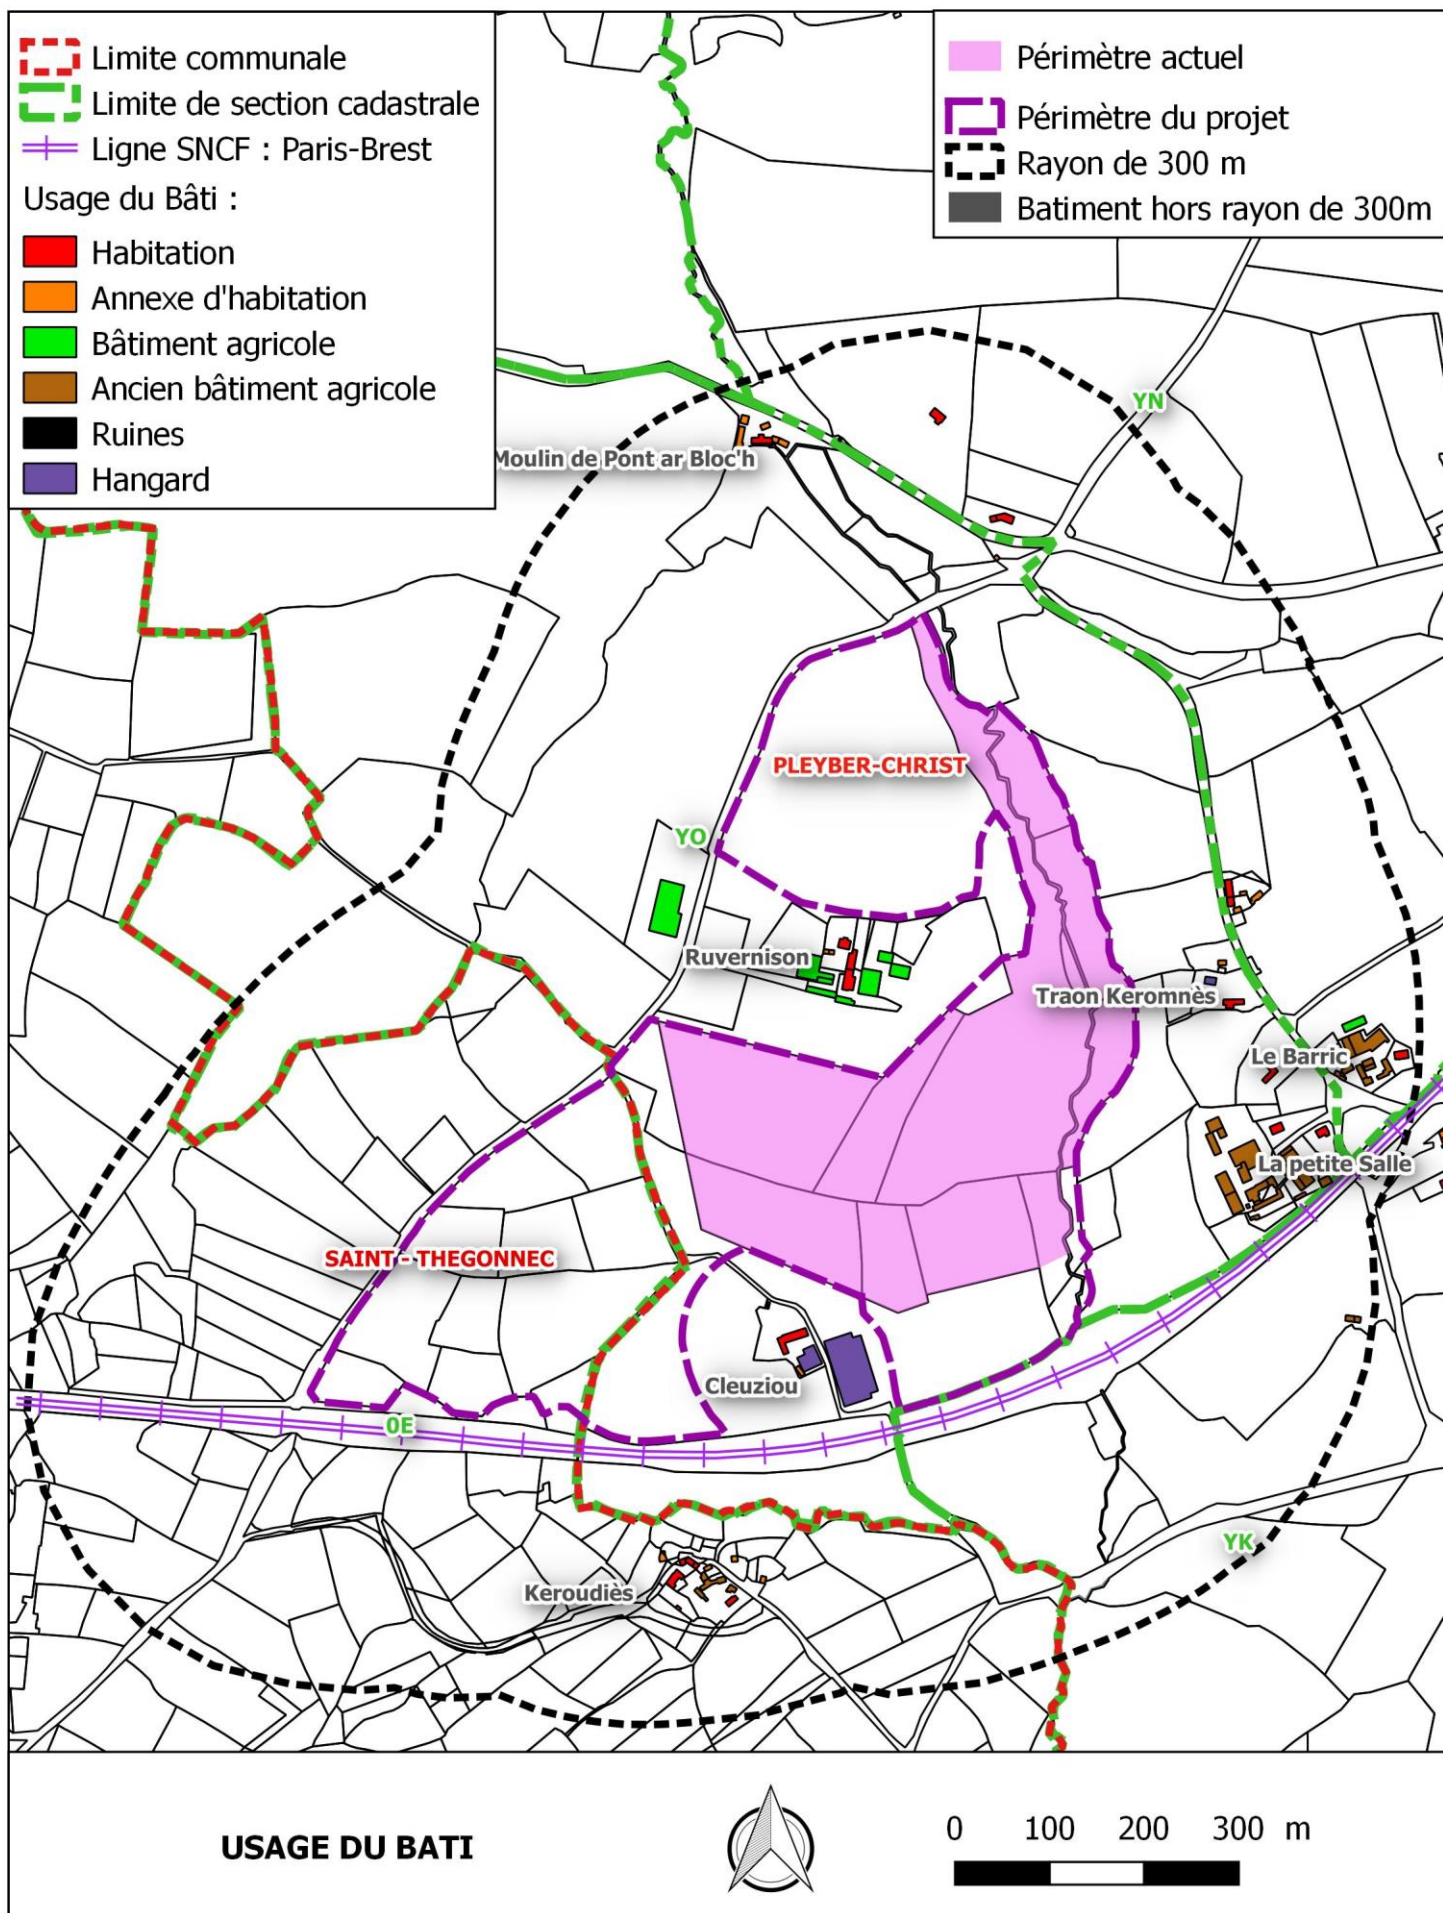 Limite communale
Limite de section cadastrale
Ligne SNCF : Paris-Brest
Usage du Bâti :
Habitation
Annexe d'habitation
Bâtiment agricole
Ancien bâtiment agricole
Ruines
Hangard
Périmètre actuel
Périmètre du projet
Rayon de 300 m
Batiment hors rayon de 300m
YN
Moulin de Pont ar Bloc'h
PLEYBER-CHRIST
YO
Ruvernison
Traon Keromnès
Le Barric
La petite Salle
SAINT - THEGONNEC
Cleuziou
0E
YK
Keroudiès
USAGE DU BATI
0 100 200 300 m